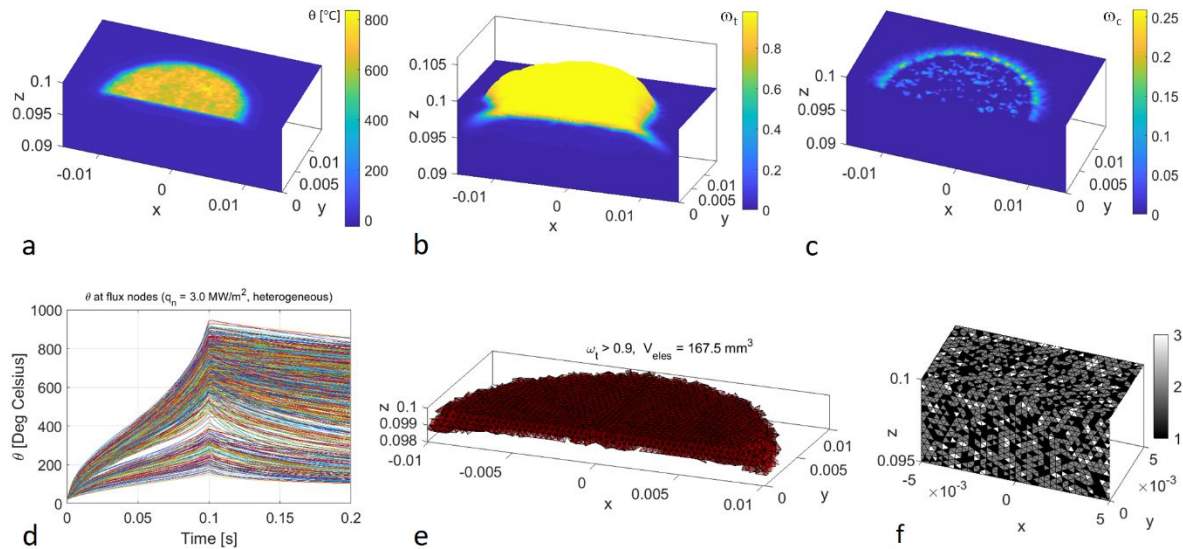 θ [°C]
800
600
400
200
0
0.1
z 0.095
0.09
-0.01
0
x
0.01
0
0.005
0.01
y
a
ωt
0.8
0.6
0.4
0.2
0
0.105
0.1
z
0.095
0.09
-0.01
0
x
0.01
0
0.005
0.01
y
b
ωc
0.25
0.20
0.15
0.10
0.05
0
0.1
z 0.095
0.09
-0.01
0
x
0.01
0
0.005
0.01
y
c
θ at flux nodes (qn = 3.0 MW/m², heterogeneous)
θ [Deg Celsius]
1000
800
600
400
200
0
0 0.05 0.1 0.15 0.2
Time [s]
d
ωt > 0.9, Veles = 167.5 mm³
z
0.1
0.099
0.098
-0.01
-0.005
0
x
0.005
0.01
0
0.005
0.01
y
e
3
2
1
0.1
z
0.095
-5
×10-3
0
x
5
0
y
×10-3
5
f